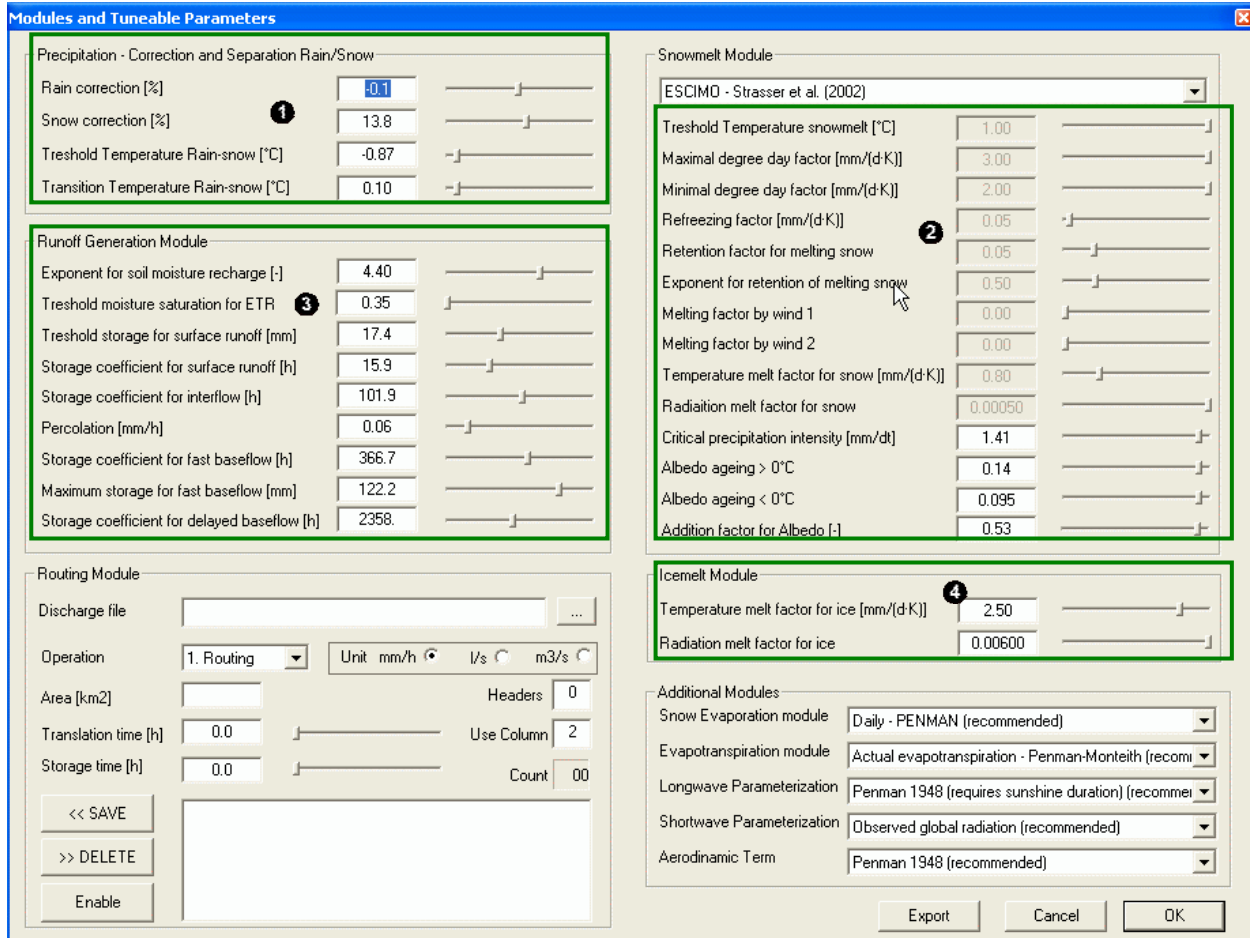 Modules and Tuneable Parameters
Precipitation - Correction and Separation Rain/Snow
Rain correction [%] -0.1
1
Snow correction [%] 13.8
Treshold Temperature Rain-snow [°C] -0.87
Transition Temperature Rain-snow [°C] 0.10
Runoff Generation Module
Exponent for soil moisture recharge [-] 4.40
Treshold moisture saturation for ETR 3 0.35
Treshold storage for surface runoff [mm] 17.4
Storage coefficient for surface runoff [h] 15.9
Storage coefficient for interflow [h] 101.9
Percolation [mm/h] 0.06
Storage coefficient for fast baseflow [h] 366.7
Maximum storage for fast baseflow [mm] 122.2
Storage coefficient for delayed baseflow [h] 2358.
Routing Module
Discharge file ...
Operation 1. Routing Unit mm/h l/s m3/s
Area [km2] Headers 0
Translation time [h] 0.0 Use Column 2
Storage time [h] 0.0 Count 00
<< SAVE
>> DELETE
Enable
Snowmelt Module
ESCIMO - Strasser et al. (2002)
Treshold Temperature snowmelt [°C] 1.00
Maximal degree day factor [mm/(d·K)] 3.00
Minimal degree day factor [mm/(d·K)] 2.00
Refreezing factor [mm/(d·K)] 0.05
2
Retention factor for melting snow 0.05
Exponent for retention of melting snow 0.50
Melting factor by wind 1 0.00
Melting factor by wind 2 0.00
Temperature melt factor for snow [mm/(d·K)] 0.80
Radiaition melt factor for snow 0.00050
Critical precipitation intensity [mm/dt] 1.41
Albedo ageing > 0°C 0.14
Albedo ageing < 0°C 0.095
Addition factor for Albedo [-] 0.53
Icemelt Module
4
Temperature melt factor for ice [mm/(d·K)] 2.50
Radiation melt factor for ice 0.00600
Additional Modules
Snow Evaporation module Daily - PENMAN (recommended)
Evapotranspiration module Actual evapotranspiration - Penman-Monteith (recom
Longwave Parameterization Penman 1948 (requires sunshine duration) (recommer
Shortwave Parameterization Observed global radiation (recommended)
Aerodinamic Term Penman 1948 (recommended)
Export Cancel OK